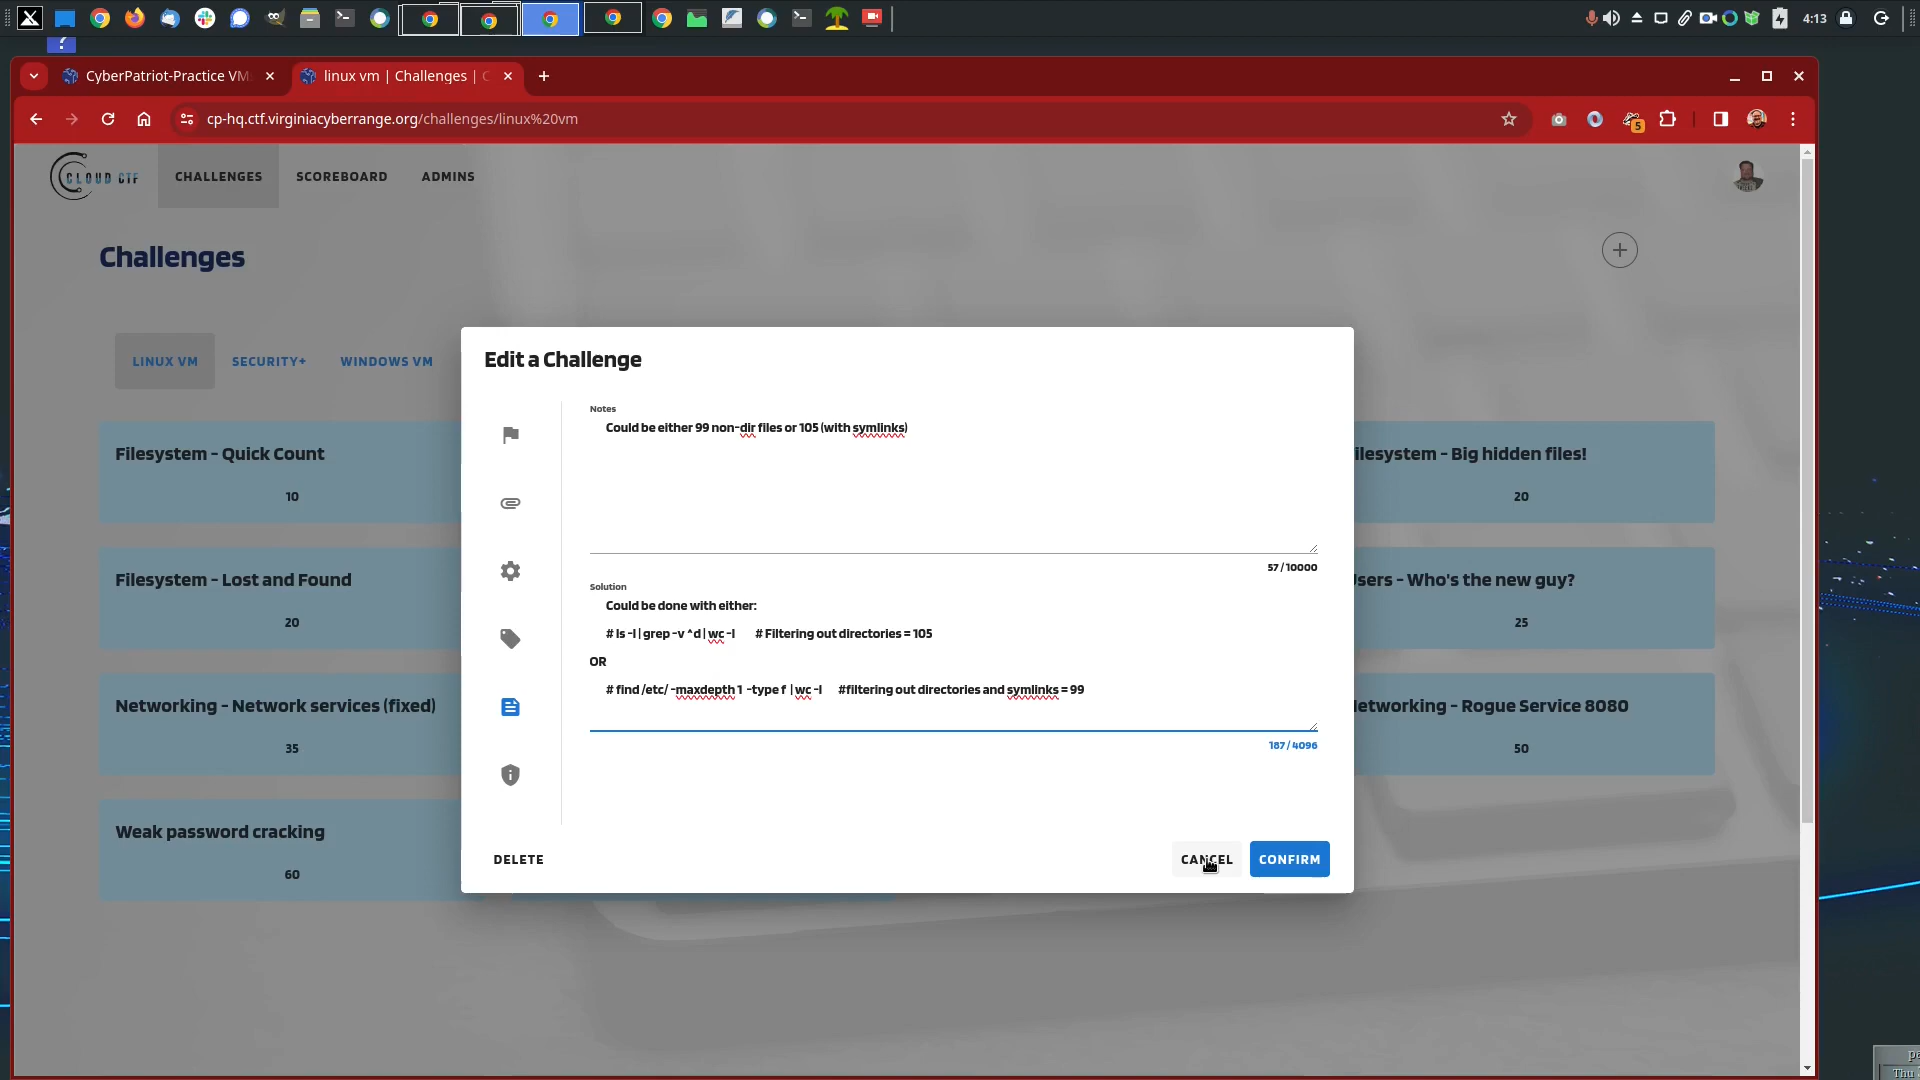 4:13
?
CyberPatriot-Practice VM
linux vm | Challenges | C
cp-hq.ctf.virginiacyberrange.org/challenges/linux%20vm
5
CLOUD CTF
CHALLENGES
SCOREBOARD
ADMINS
Challenges
LINUX VM
SECURITY+
WINDOWS VM
Filesystem - Quick Count
10
ilesystem - Big hidden files!
20
Filesystem - Lost and Found
20
sers - Who's the new guy?
25
Networking - Network services (fixed)
35
etworking - Rogue Service 8080
50
Weak password cracking
60
Edit a Challenge
Notes
Could be either 99 non-dir files or 105 (with symlinks)
57 / 10000
Solution
Could be done with either:
# ls -l | grep -v ^d | wc -l # Filtering out directories = 105
OR
# find /etc/ -maxdepth 1 -type f | wc -l #filtering out directories and symlinks = 99
187 / 4096
DELETE
CANCEL
CONFIRM
Thu